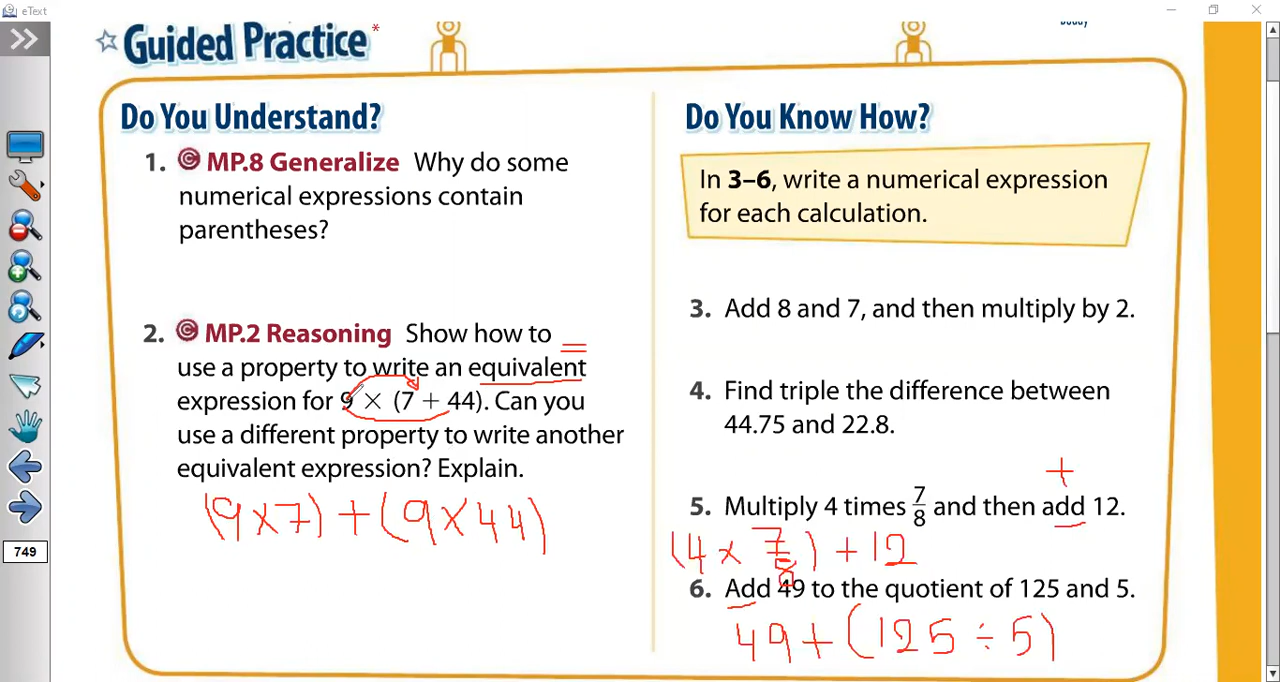 eText
Guided Practice *
Buddy
Do You Understand?
1. MP.8 Generalize Why do some
numerical expressions contain
parentheses?
2. MP.2 Reasoning Show how to =
use a property to write an equivalent
expression for 9 × (7 + 44). Can you
use a different property to write another
equivalent expression? Explain.
(9×7) + (9×44)
Do You Know How?
In 3–6, write a numerical expression
for each calculation.
3. Add 8 and 7, and then multiply by 2.
4. Find triple the difference between
44.75 and 22.8.
+
5. Multiply 4 times 7/8 and then add 12.
(4 × 7/8) + 12
6. Add 49 to the quotient of 125 and 5.
49 + (125 ÷ 5)
749